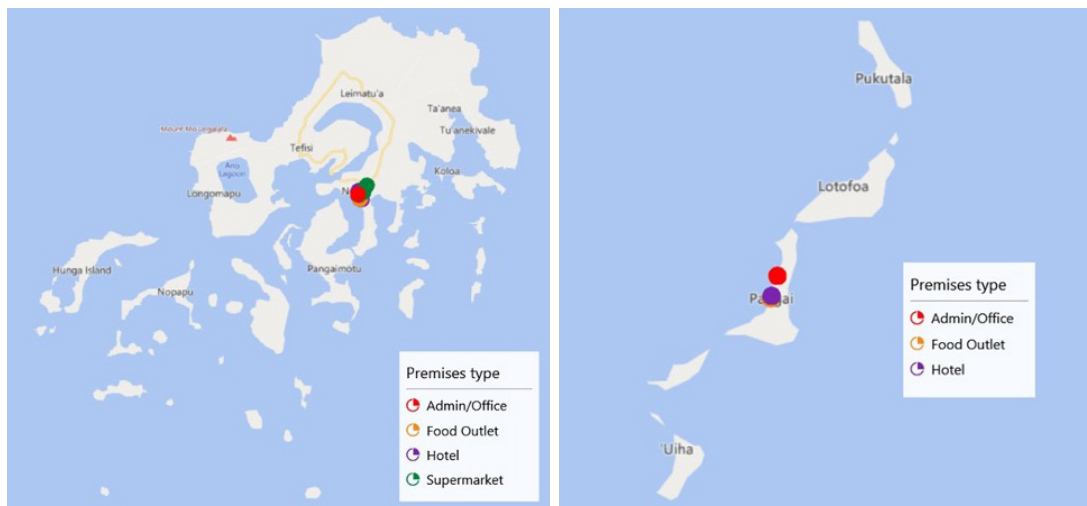 Leimatu'a
Ta'anea
Tu'anekivale
Tefisi
Koloa
Ano
Lagoon
Longomapu
Pangaimotu
Hunga Island
Nopapu
Premises type
Admin/Office
Food Outlet
Hotel
Supermarket
Pukutala
Lotofoa
'Uiha
Premises type
Admin/Office
Food Outlet
Hotel